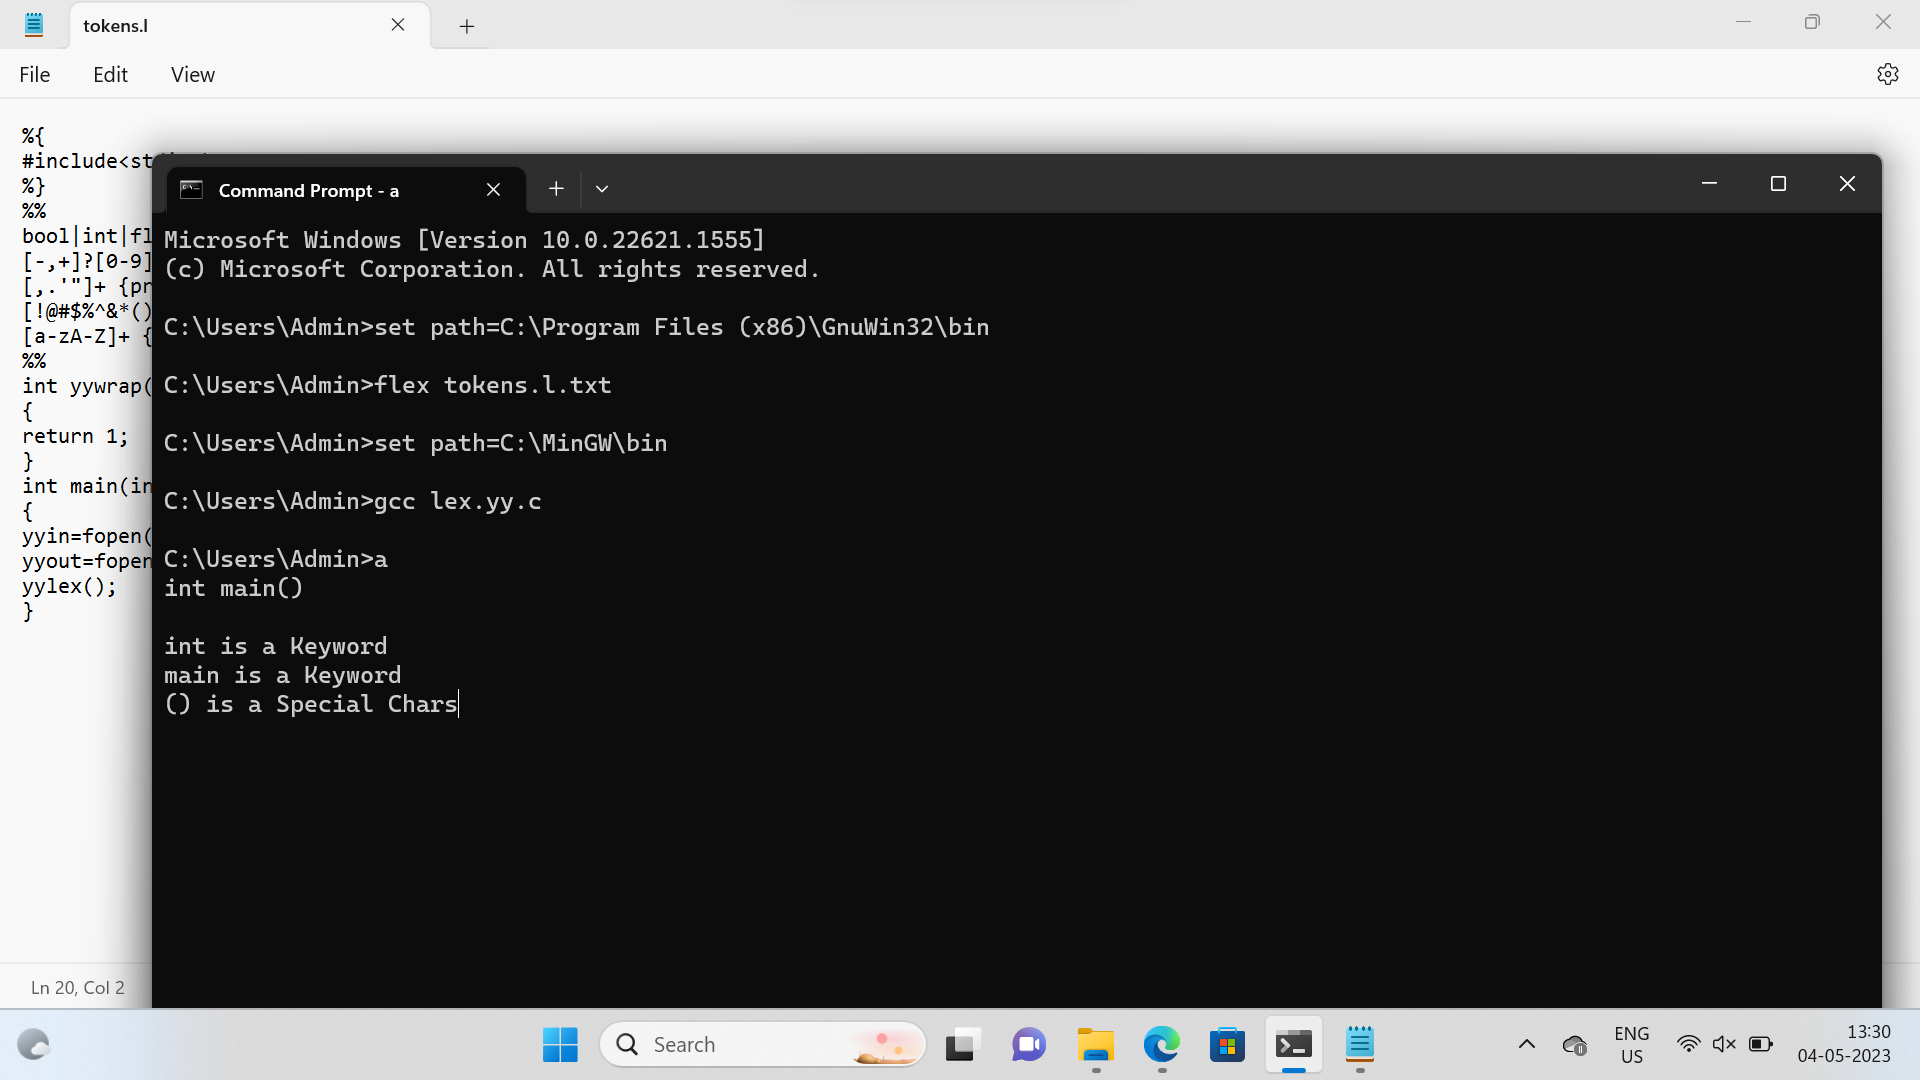 tokens.l
File Edit View
%{
#include<st
%}
%%
bool|int|fl
[-,+]?[0-9]
[,.'"]+ {pr
[!@#$%^&*()
[a-zA-Z]+ {
%%
int yywrap(
{
return 1;
}
int main(in
{
yyin=fopen(
yyout=fopen
yylex();
}
Ln 20, Col 2
Command Prompt - a
Microsoft Windows [Version 10.0.22621.1555]
(c) Microsoft Corporation. All rights reserved.
C:\Users\Admin>set path=C:\Program Files (x86)\GnuWin32\bin
C:\Users\Admin>flex tokens.l.txt
C:\Users\Admin>set path=C:\MinGW\bin
C:\Users\Admin>gcc lex.yy.c
C:\Users\Admin>a
int main()
int is a Keyword
main is a Keyword
() is a Special Chars
Search
ENG
US
13:30
04-05-2023